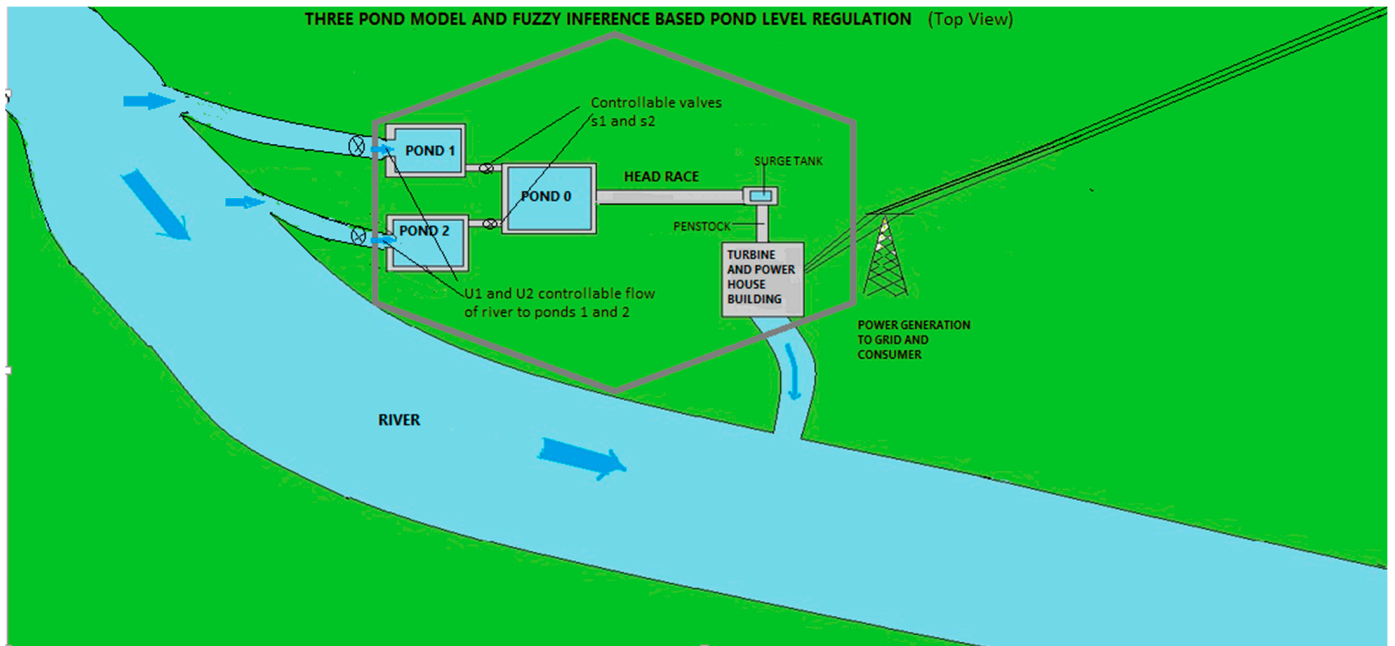 THREE POND MODEL AND FUZZY INFERENCE BASED POND LEVEL REGULATION (Top View)
Controllable valves
s1 and s2
POND 1
SURGE TANK
HEAD RACE
POND 0
POND 2
PENSTOCK
TURBINE
AND POWER
HOUSE
BUILDING
U1 and U2 controllable flow
of river to ponds 1 and 2
POWER GENERATION
TO GRID AND
CONSUMER
RIVER